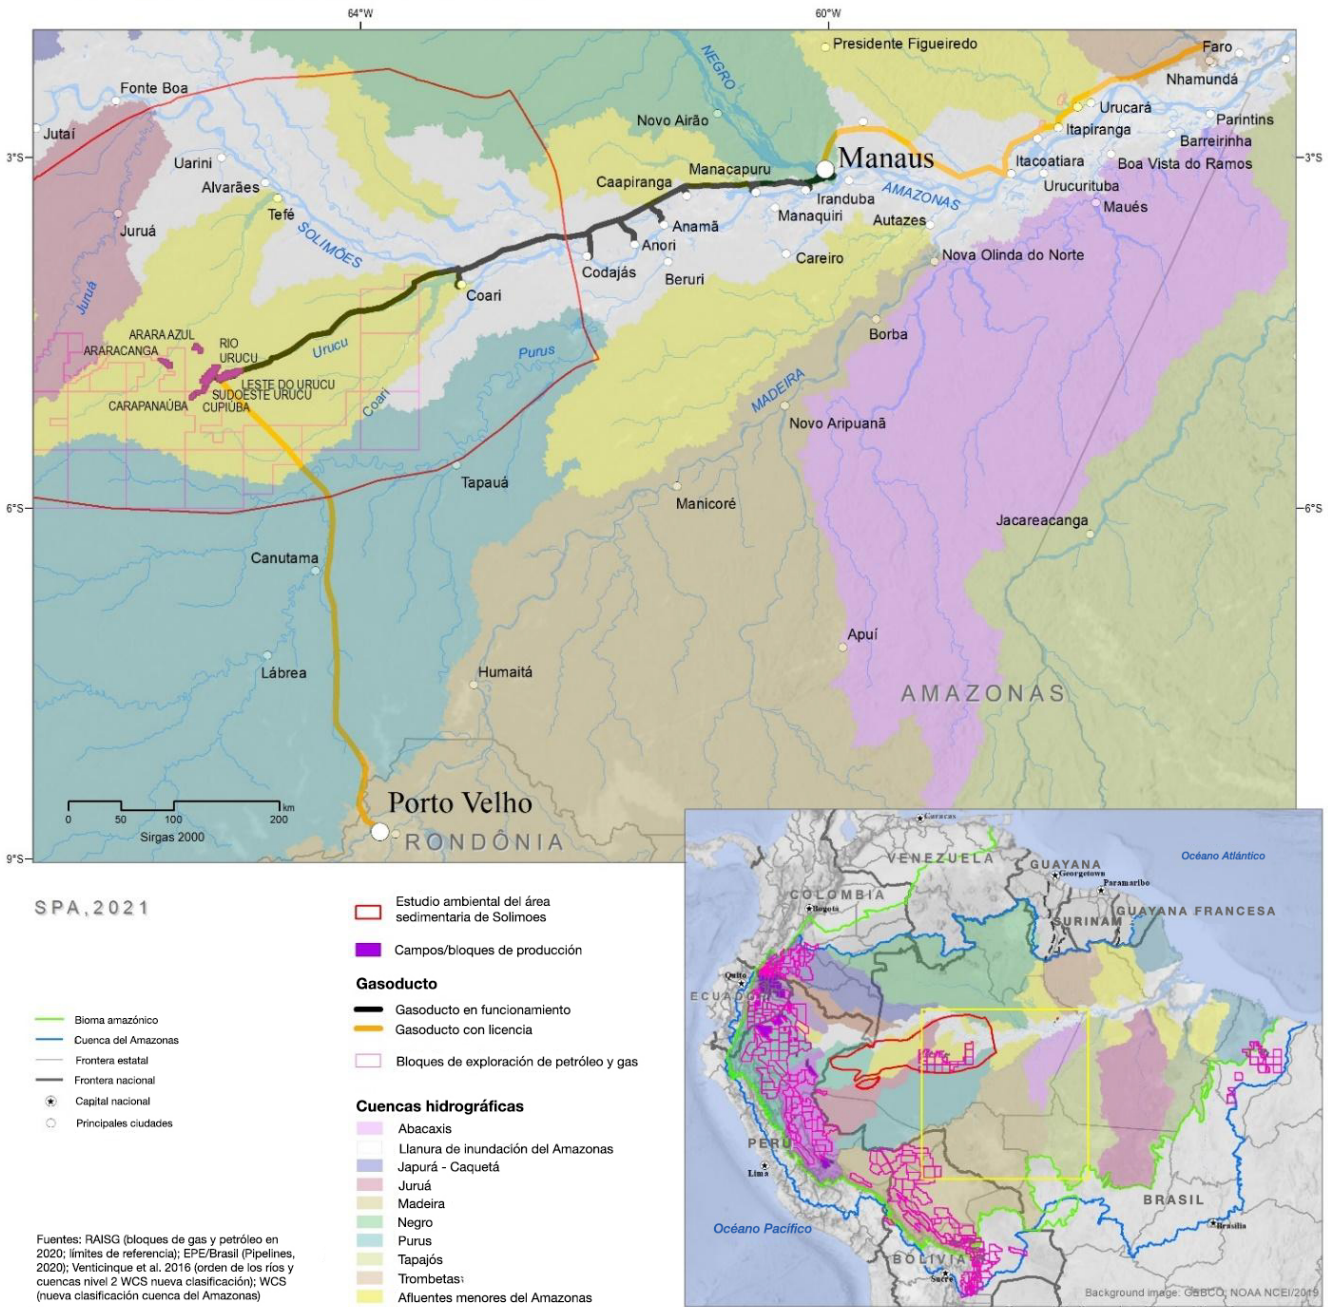 64°W
60°W
Presidente Figueiredo
Faro
NEGRO
Nhamundá
Fonte Boa
Urucará
Novo Airão
Parintins
Jutaí
Itapiranga
Barreirinha
3°S
Uarini
Manaus
3°S
Manacapuru
Itacoatiara
Boa Vista do Ramos
Alvarães
Caapiranga
Urucurituba
Iranduba
AMAZONAS
Tefé
Maués
Manaquiri
Autazes
Juruá
Anamã
SOLIMÕES
Anori
Nova Olinda do Norte
Careiro
Codajás
Beruri
Juruá
Coari
ARARA AZUL
RIO
URUCU
Borba
ARARACANGA
Urucu
Purus
LESTE DO URUCU
SUDOESTE URUCU
CARAPANAÚBA
CUPIÚBA
Coari
MADEIRA
Novo Aripuanã
Tapauá
Manicoré
6°S
6°S
Jacareacanga
Canutama
Apuí
Lábrea
Humaitá
AMAZONAS
Porto Velho
RONDÔNIA
0
50
100
200
km
Sirgas 2000
9°S
SPA,2021
Estudio ambiental del área
sedimentaria de Solimoes
Campos/bloques de producción
Gasoducto
Gasoducto en funcionamiento
Gasoducto con licencia
Bloques de exploración de petróleo y gas
Bioma amazónico
Cuenca del Amazonas
Frontera estatal
Frontera nacional
Capital nacional
Principales ciudades
Cuencas hidrográficas
Abacaxis
Llanura de inundación del Amazonas
Japurá - Caquetá
Juruá
Madeira
Negro
Purus
Tapajós
Trombetas
Afluentes menores del Amazonas
Fuentes: RAISG (bloques de gas y petróleo en
2020; límites de referencia); EPE/Brasil (Pipelines,
2020); Venticinque et al. 2016 (orden de los ríos y
cuencas nivel 2 WCS nueva clasificación); WCS
(nueva clasificación cuenca del Amazonas)
Caracas
VENEZUELA
Océano Atlántico
GUAYANA
Georgetown
Paramaribo
COLOMBIA
Bogotá
SURINAM
GUAYANA FRANCESA
Quito
ECUADOR
PERU
Lima
BRASIL
Brasilia
Océano Pacífico
BOLIVIA
Sucre
Background image: GEBCO; NOAA NCEI/2019